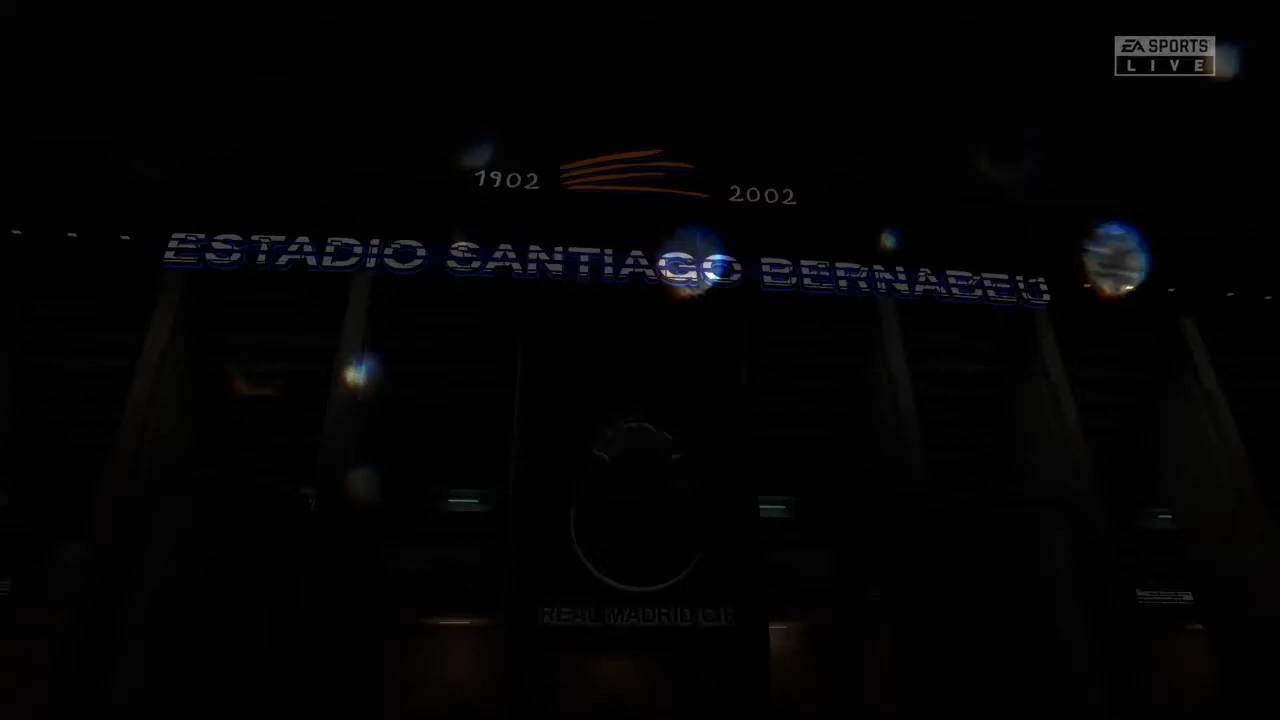 EA SPORTS
LIVE
1902
2002
ESTADIO SANTIAGO BERNABEU
REAL MADRID C.F.